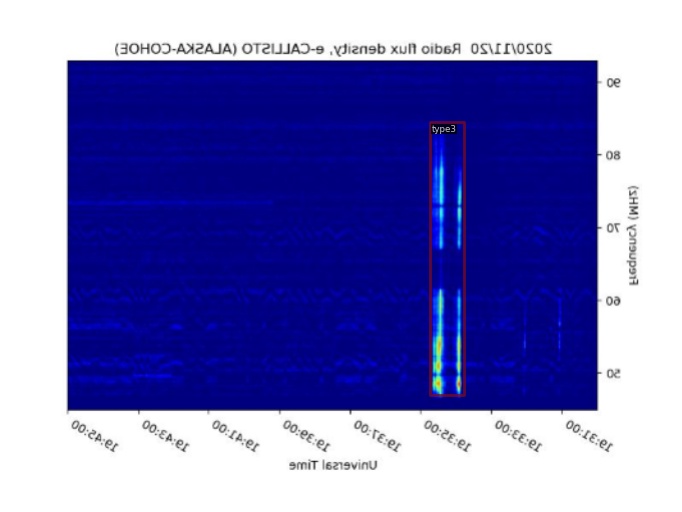 2020/11/20 Radio flux density, e-CALLISTO (ALASKA-COHOE)
90
type3
80
70
60
50
Frequency (MHz)
19:45:00 19:43:00 19:41:00 19:39:00 19:37:00 19:35:00 19:33:00 19:31:00
Universal Time